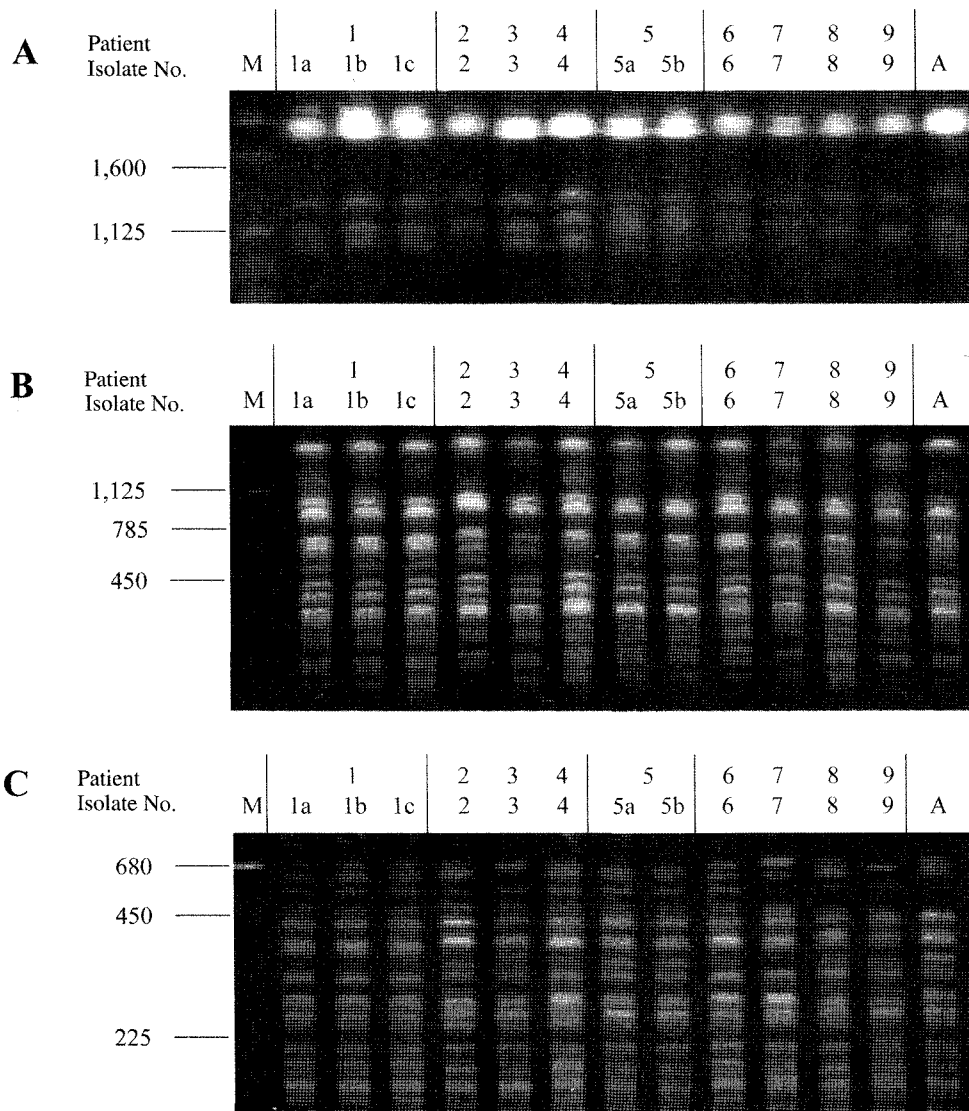 A
Patient 1 2 3 4 5 6 7 8 9
Isolate No. M 1a 1b 1c 2 3 4 5a 5b 6 7 8 9 A
1,600
1,125
B
Patient 1 2 3 4 5 6 7 8 9
Isolate No. M 1a 1b 1c 2 3 4 5a 5b 6 7 8 9 A
1,125
785
450
C
Patient 1 2 3 4 5 6 7 8 9
Isolate No. M 1a 1b 1c 2 3 4 5a 5b 6 7 8 9 A
680
450
225